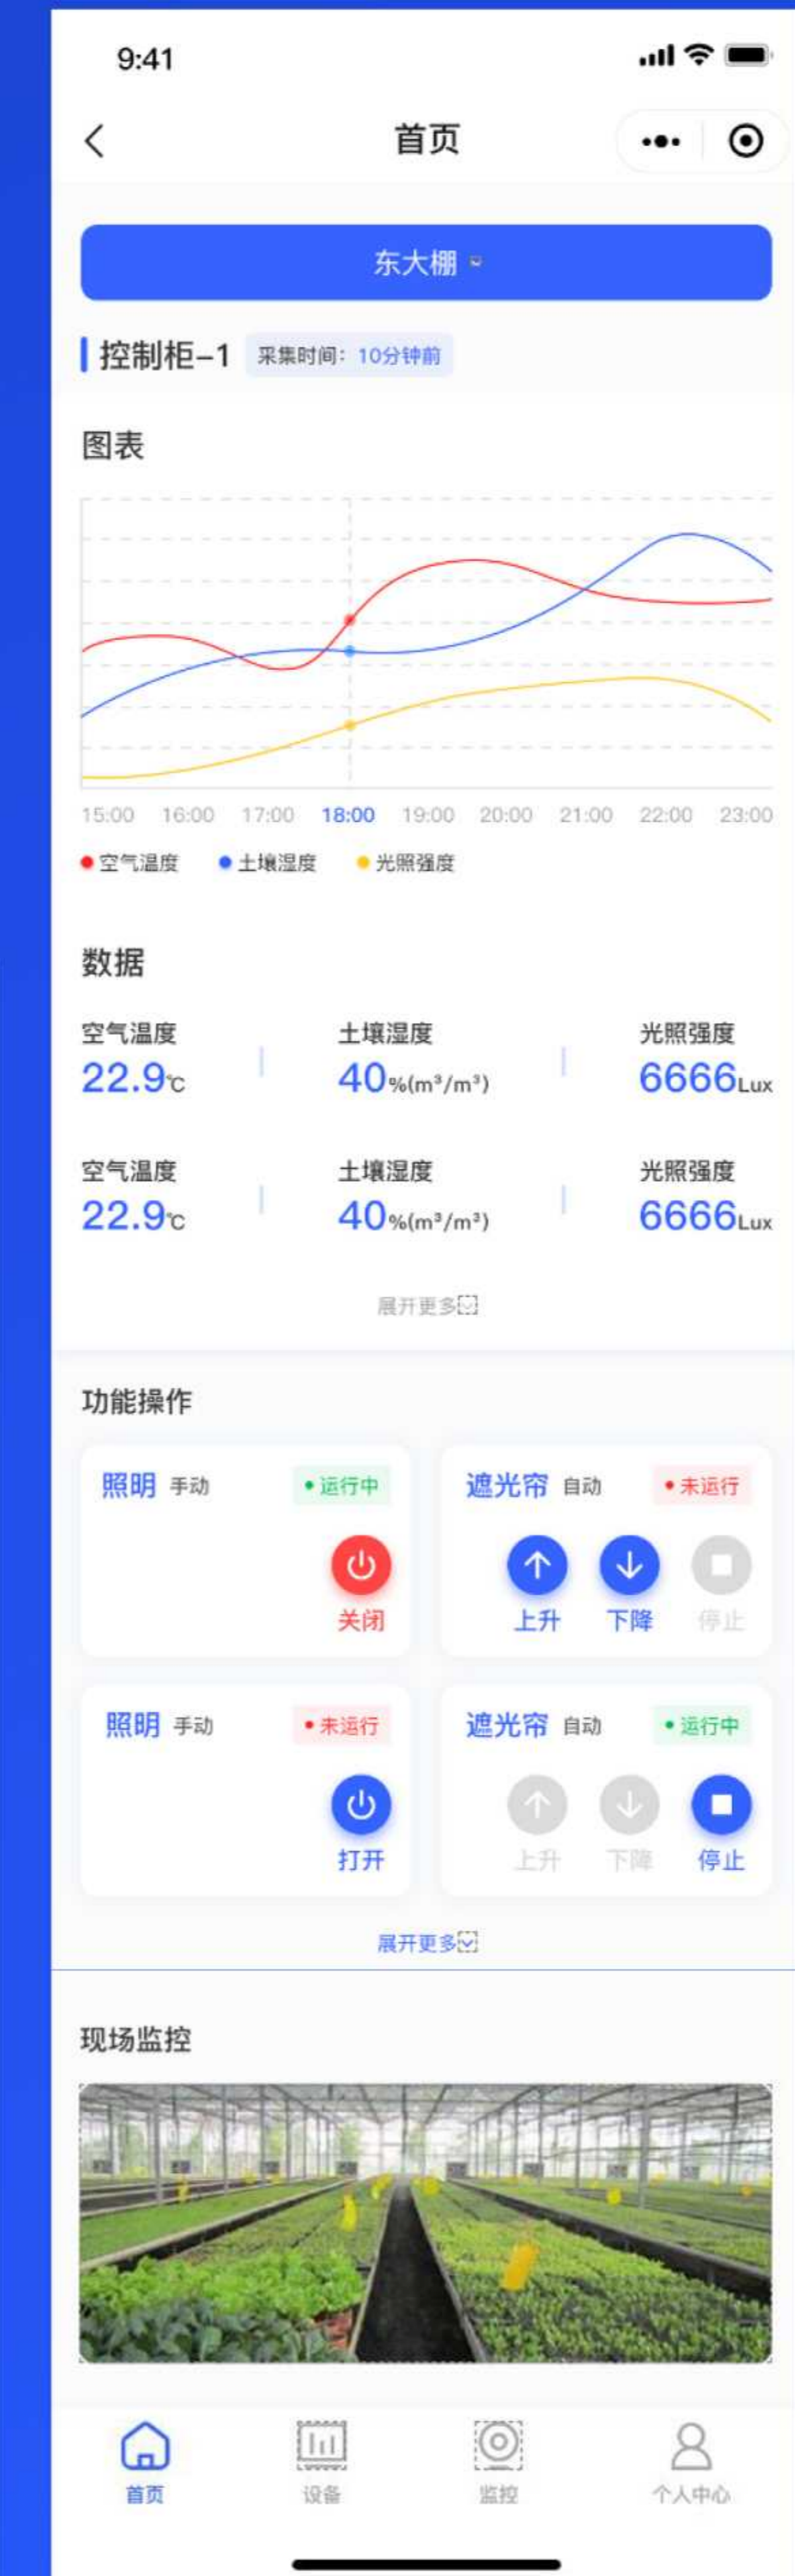 9:41
首页
东大棚
控制柜-1 采集时间：10分钟前
图表
15:00 16:00 17:00 18:00 19:00 20:00 21:00 22:00 23:00
空气温度 土壤湿度 光照强度
数据
空气温度 土壤湿度 光照强度
22.9℃ 40%(m³/m³) 6666Lux
空气温度 土壤湿度 光照强度
22.9℃ 40%(m³/m³) 6666Lux
展开更多
功能操作
照明 手动 运行中 遮光帘 自动 未运行
关闭 上升 下降 停止
照明 手动 未运行 遮光帘 自动 运行中
打开 上升 下降 停止
展开更多
现场监控
首页 设备 监控 个人中心